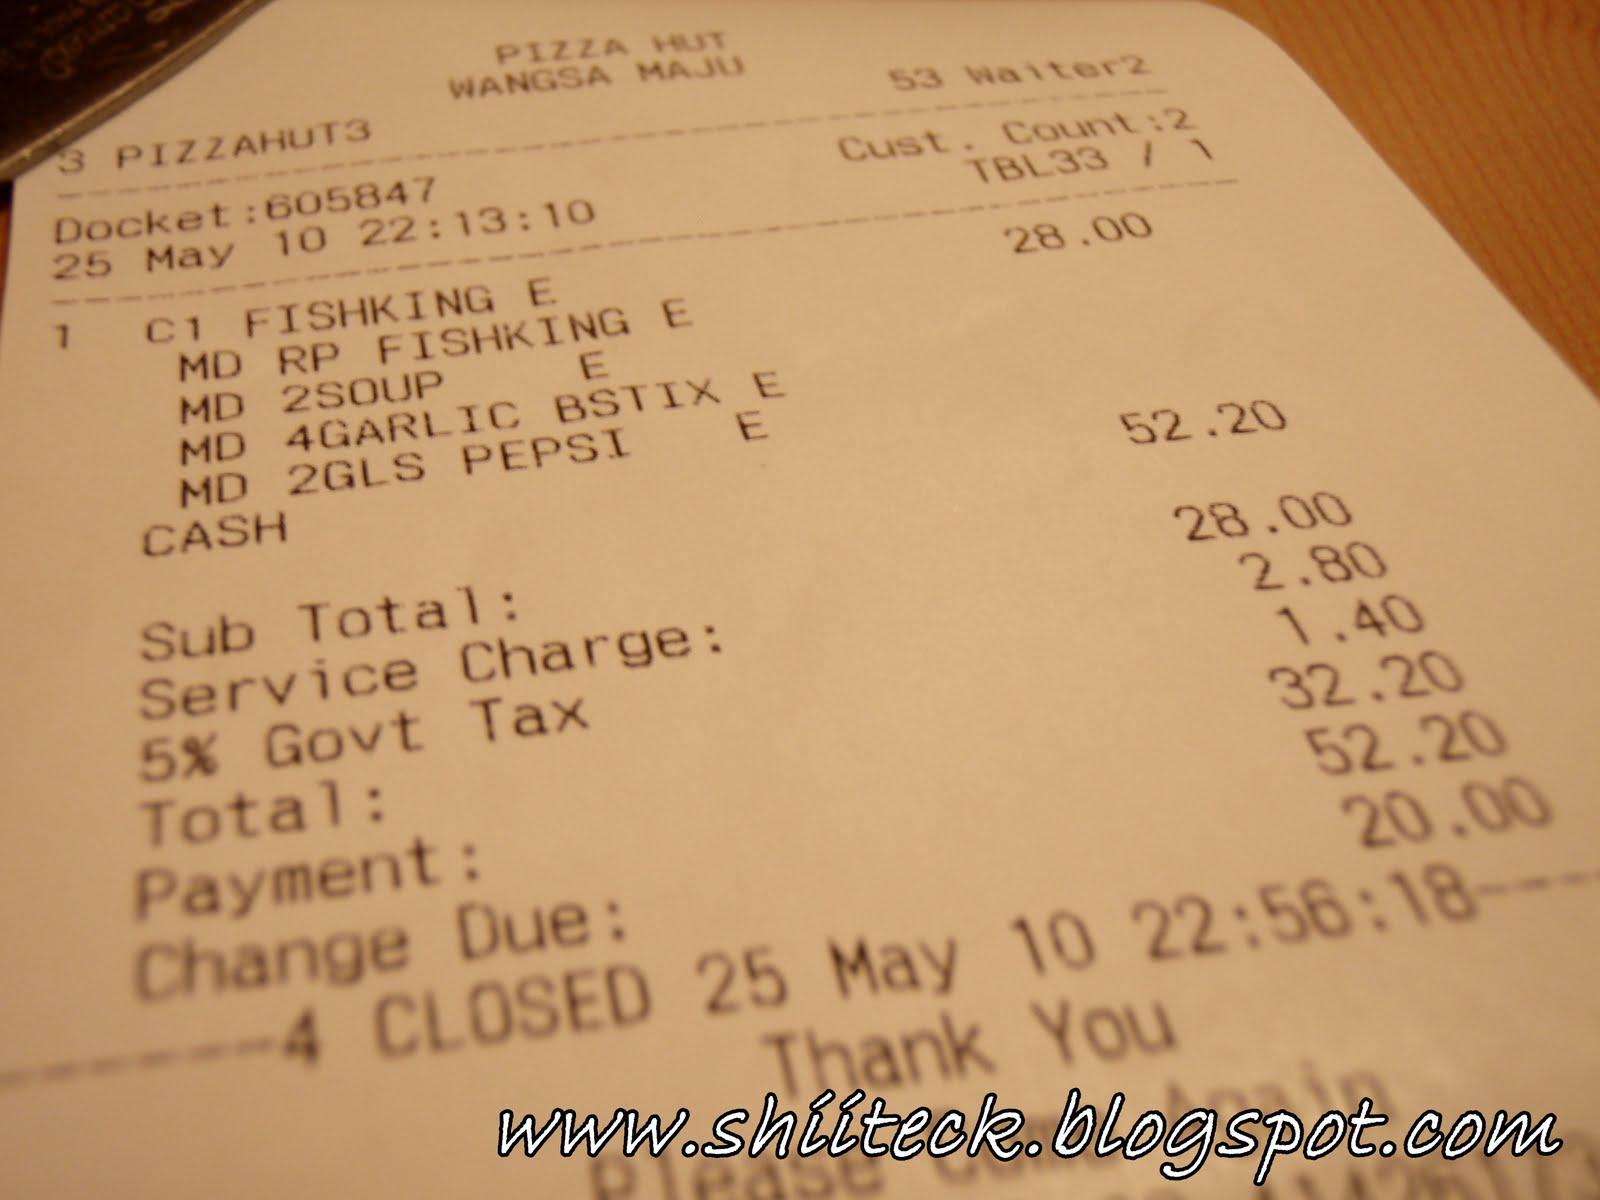 PIZZA HUT
WANGSA MAJU
3 PIZZAHUT3 53 Waiter2
Docket:605847 Cust. Count:2
25 May 10 22:13:10 TBL33 / 1
1 C1 FISHKING E 28.00
MD RP FISHKING E
MD 2SOUP E
MD 4GARLIC BSTIX E
MD 2GLS PEPSI E
CASH 52.20
Sub Total: 28.00
Service Charge: 2.80
5% Govt Tax 1.40
Total: 32.20
Payment: 52.20
Change Due: 20.00
----4 CLOSED 25 May 10 22:56:18----
Thank You
Please Come Again
www.shiiteck.blogspot.com